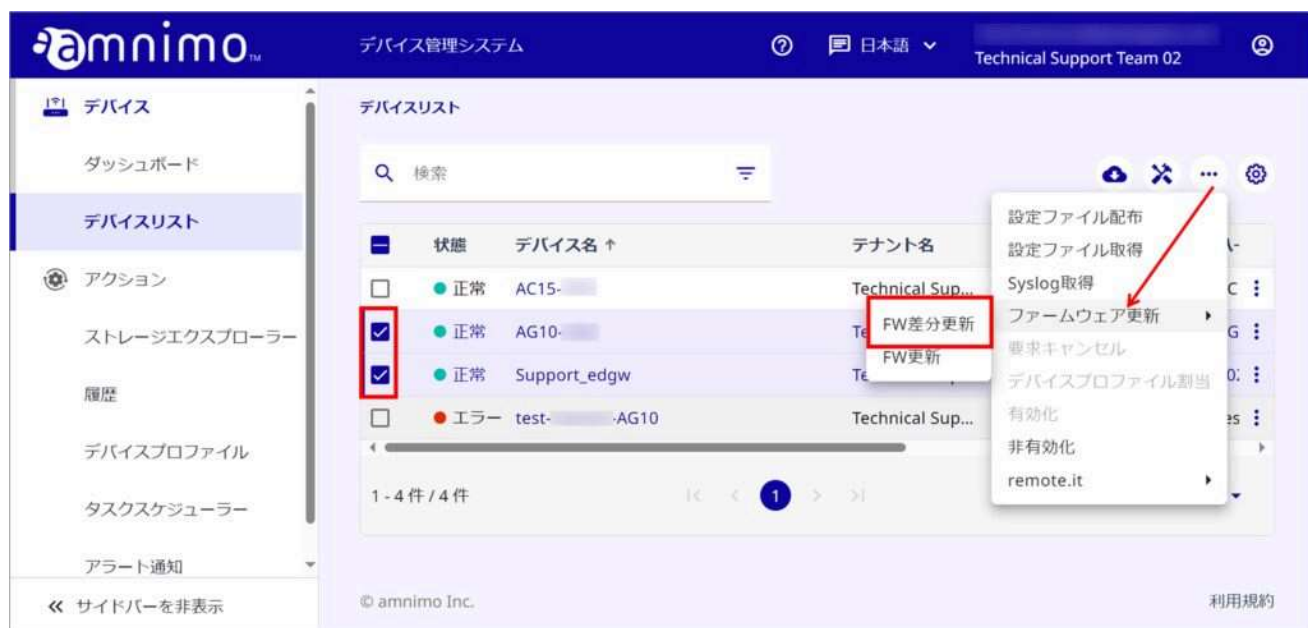 amnimo™
デバイス管理システム
日本語
Technical Support Team 02
デバイス
ダッシュボード
デバイスリスト
アクション
ストレージエクスプローラー
履歴
デバイスプロファイル
タスクスケジューラー
アラート通知
サイドバーを非表示
デバイスリスト
検索
状態 デバイス名 ↑ テナント名
正常 AC15- Technical Sup... C
正常 AG10- Te G
正常 Support_edgw Te 0.
エラー test- -AG10 Technical Sup... es
設定ファイル配布
設定ファイル取得
Syslog取得
ファームウェア更新
要求キャンセル
デバイスプロファイル割当
有効化
非有効化
remote.it
FW差分更新
FW更新
1 - 4 件 / 4 件
1
© amnimo Inc.
利用規約